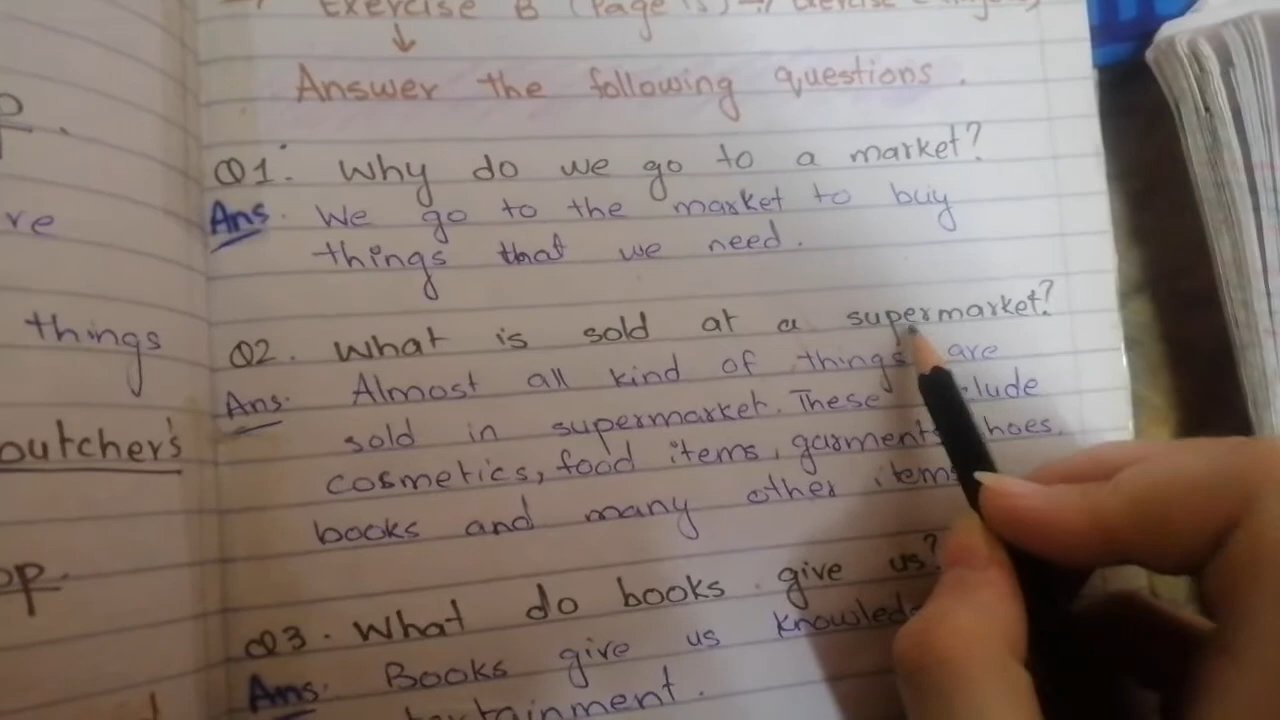 Exercise B (Page
Answer the following questions.
Q1: Why do we go to a market?
Ans. We go to the market to buy
things that we need.
Q2. What is sold at a supermarket?
Ans. Almost all kind of things are
sold in supermarket. These
cosmetics, food items, garments
books and many other items
Q3. What do books give us?
Ans. Books give us
re
things
butcher's